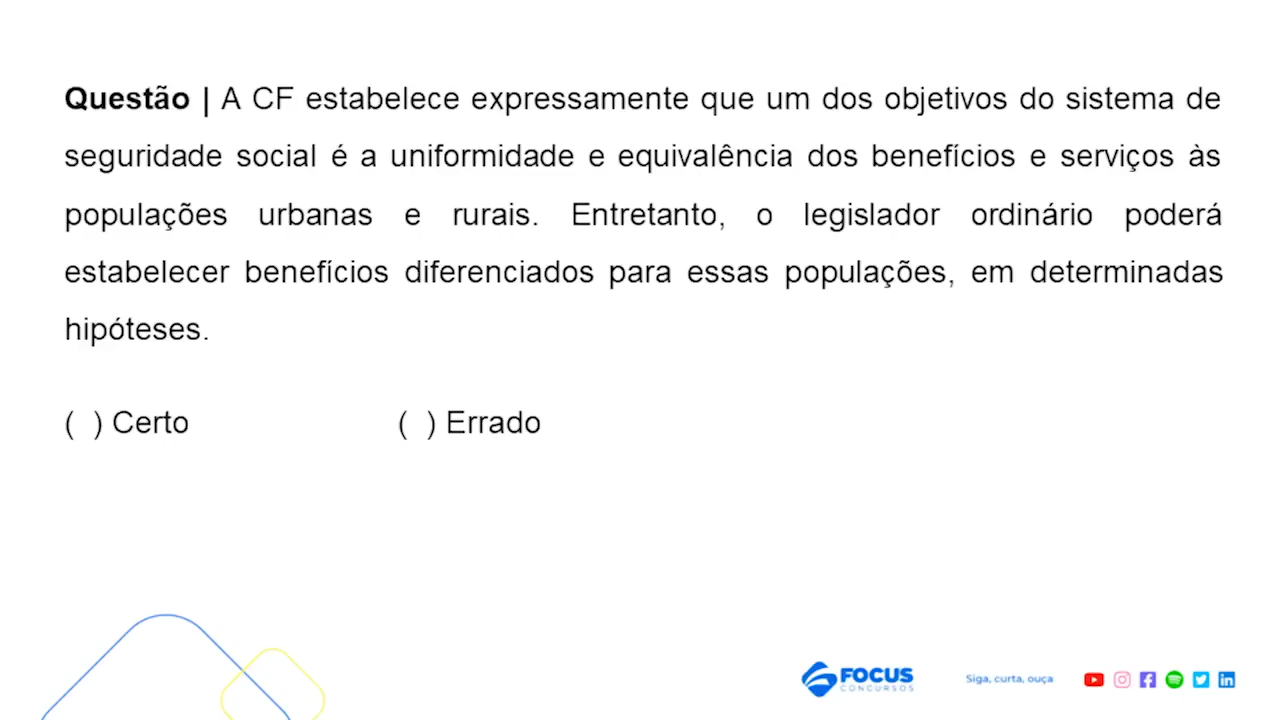 Questão | A CF estabelece expressamente que um dos objetivos do sistema de
seguridade social é a uniformidade e equivalência dos benefícios e serviços às
populações urbanas e rurais. Entretanto, o legislador ordinário poderá
estabelecer benefícios diferenciados para essas populações, em determinadas
hipóteses.
( ) Certo ( ) Errado
FOCUS
CONCURSOS
Siga, curta, ouça